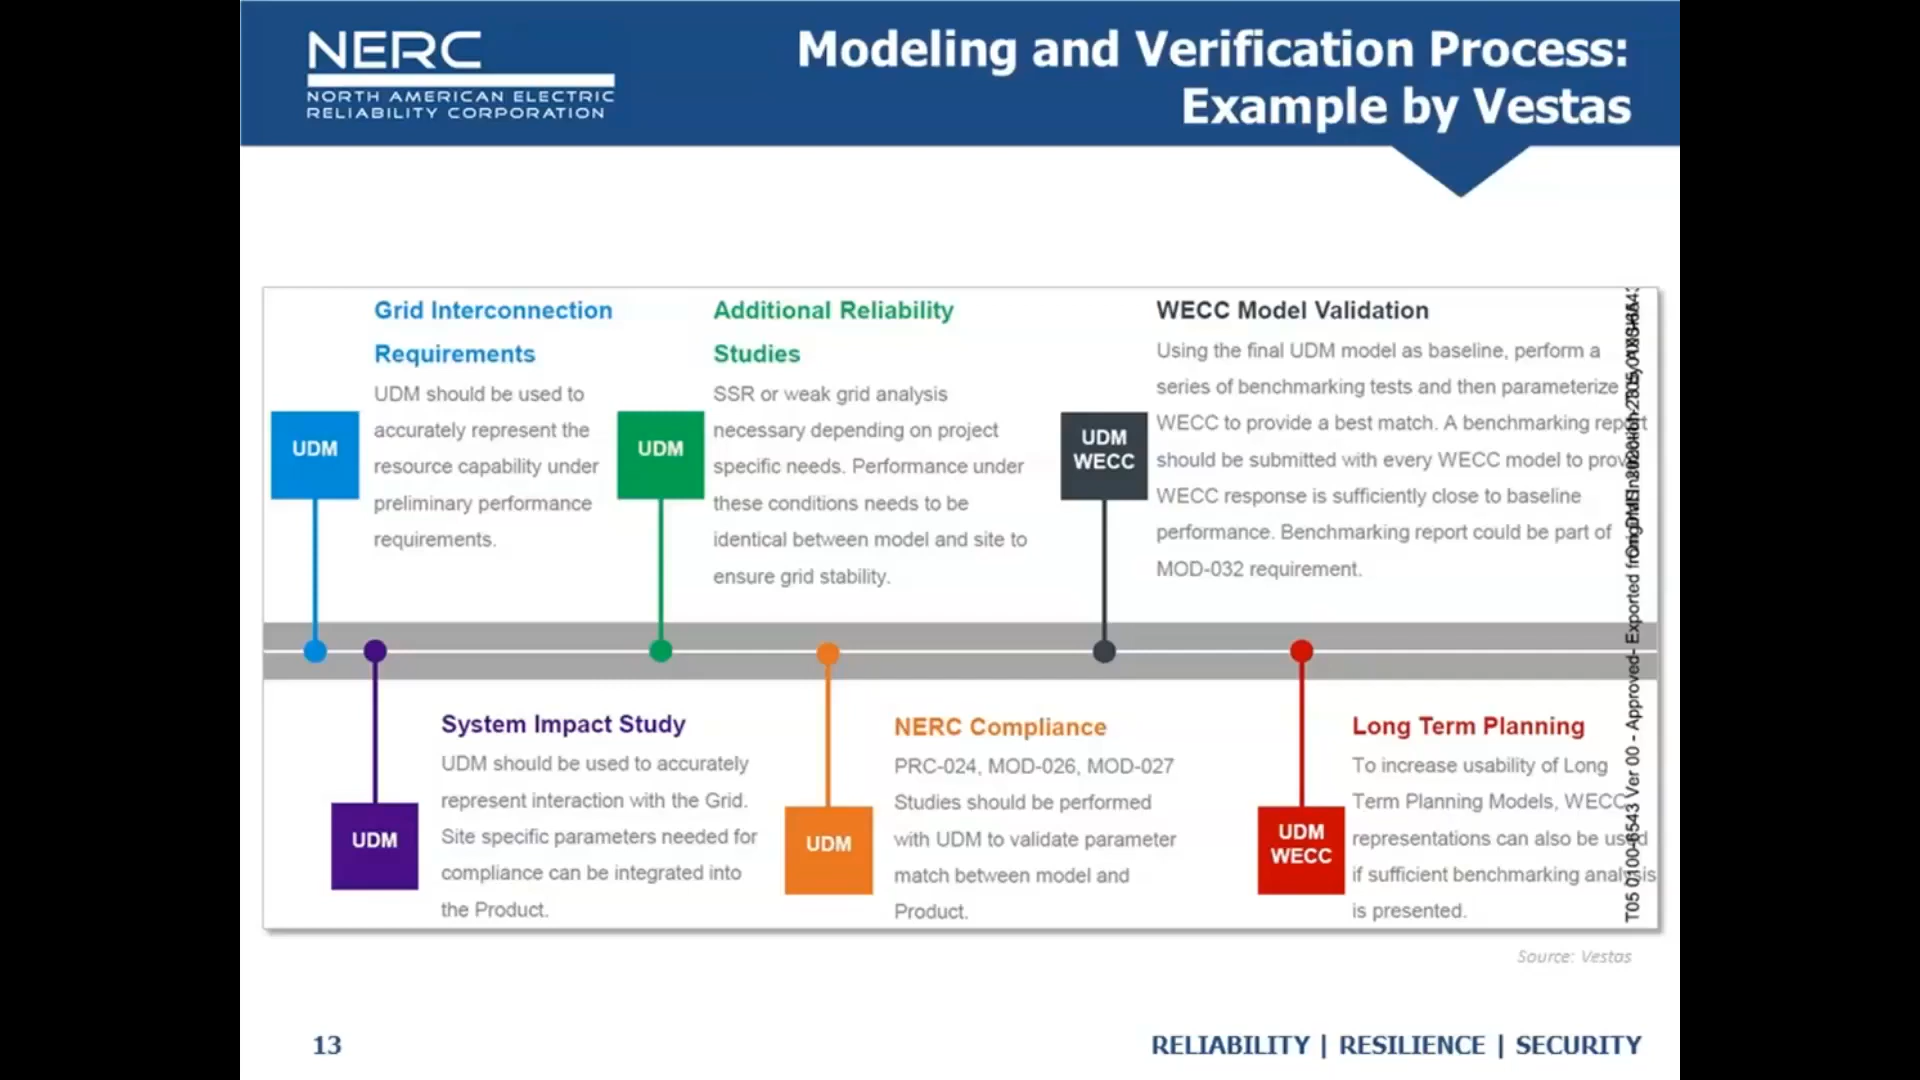 NERC
NORTH AMERICAN ELECTRIC
RELIABILITY CORPORATION
Modeling and Verification Process:
Example by Vestas
Grid Interconnection
Requirements
UDM should be used to
accurately represent the
resource capability under
preliminary performance
requirements.
UDM
Additional Reliability
Studies
SSR or weak grid analysis
necessary depending on project
specific needs. Performance under
these conditions needs to be
identical between model and site to
ensure grid stability.
UDM
WECC Model Validation
Using the final UDM model as baseline, perform a
series of benchmarking tests and then parameterize
WECC to provide a best match. A benchmarking report
should be submitted with every WECC model to prov
WECC response is sufficiently close to baseline
performance. Benchmarking report could be part of
MOD-032 requirement.
UDM
WECC
System Impact Study
UDM should be used to accurately
represent interaction with the Grid.
Site specific parameters needed for
compliance can be integrated into
the Product.
UDM
NERC Compliance
PRC-024, MOD-026, MOD-027
Studies should be performed
with UDM to validate parameter
match between model and
Product.
UDM
Long Term Planning
To increase usability of Long
Term Planning Models, WECC
representations can also be used
if sufficient benchmarking analysis
is presented.
UDM
WECC
T05 0100-6543 Ver 00 - Approved- Exported from
Source: Vestas
13
RELIABILITY | RESILIENCE | SECURITY